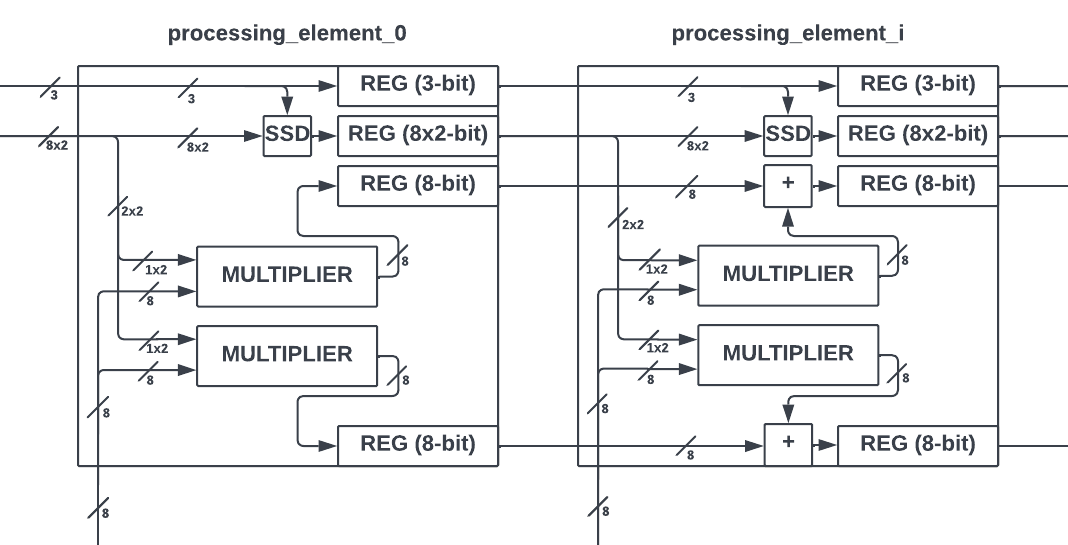 processing_element_0
processing_element_i
3
3
REG (3-bit)
3
REG (3-bit)
8x2
8x2
SSD
REG (8x2-bit)
8x2
SSD
REG (8x2-bit)
REG (8-bit)
8
+
REG (8-bit)
2x2
2x2
1x2
MULTIPLIER
8
1x2
MULTIPLIER
8
8
8
1x2
MULTIPLIER
8
1x2
MULTIPLIER
8
8
8
8
8
REG (8-bit)
8
+
REG (8-bit)
8
8